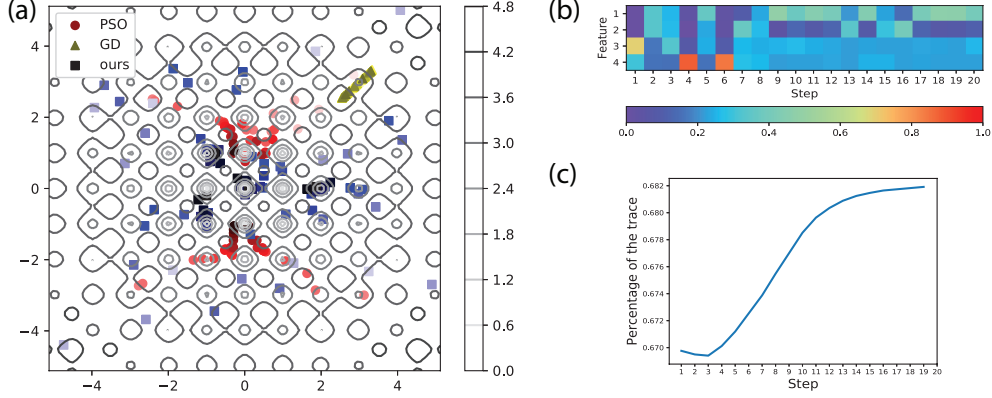 (a)
PSO
GD
ours
4
2
0
−2
−4
−4 −2 0 2 4
4.8
4.2
3.6
3.0
2.4
1.8
1.2
0.6
0.0
(b)
Feature
1
2
3
4
1 2 3 4 5 6 7 8 9 10 11 12 13 14 15 16 17 18 19 20
Step
0.0 0.2 0.4 0.6 0.8 1.0
(c)
Percentage of the trace
0.682
0.680
0.678
0.676
0.674
0.672
0.670
1 2 3 4 5 6 7 8 9 10 11 12 13 14 15 16 17 18 19 20
Step